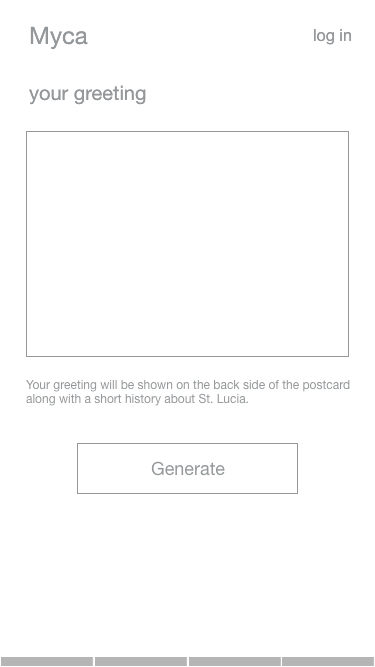 Myca
log in
your greeting
Your greeting will be shown on the back side of the postcard
along with a short history about St. Lucia.
Generate